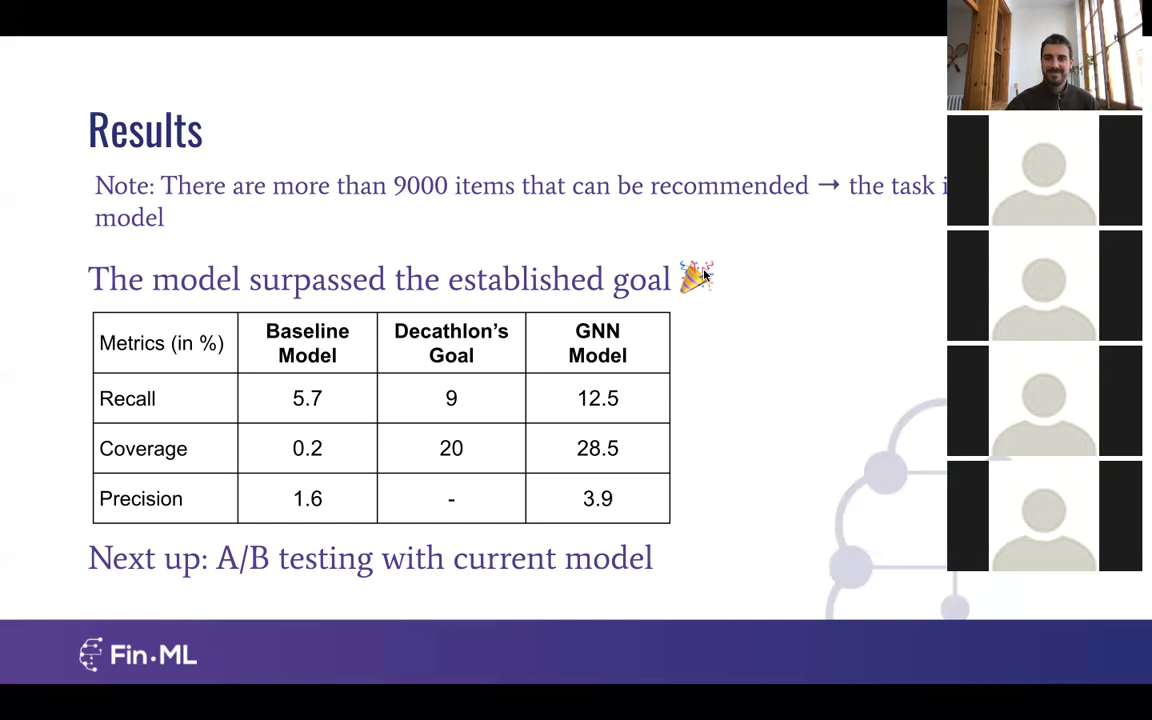 Results
Note: There are more than 9000 items that can be recommended → the task
model
The model surpassed the established goal 🎉
Metrics (in %) Baseline Model Decathlon's Goal GNN Model
Recall 5.7 9 12.5
Coverage 0.2 20 28.5
Precision 1.6 - 3.9
Next up: A/B testing with current model
Fin·ML